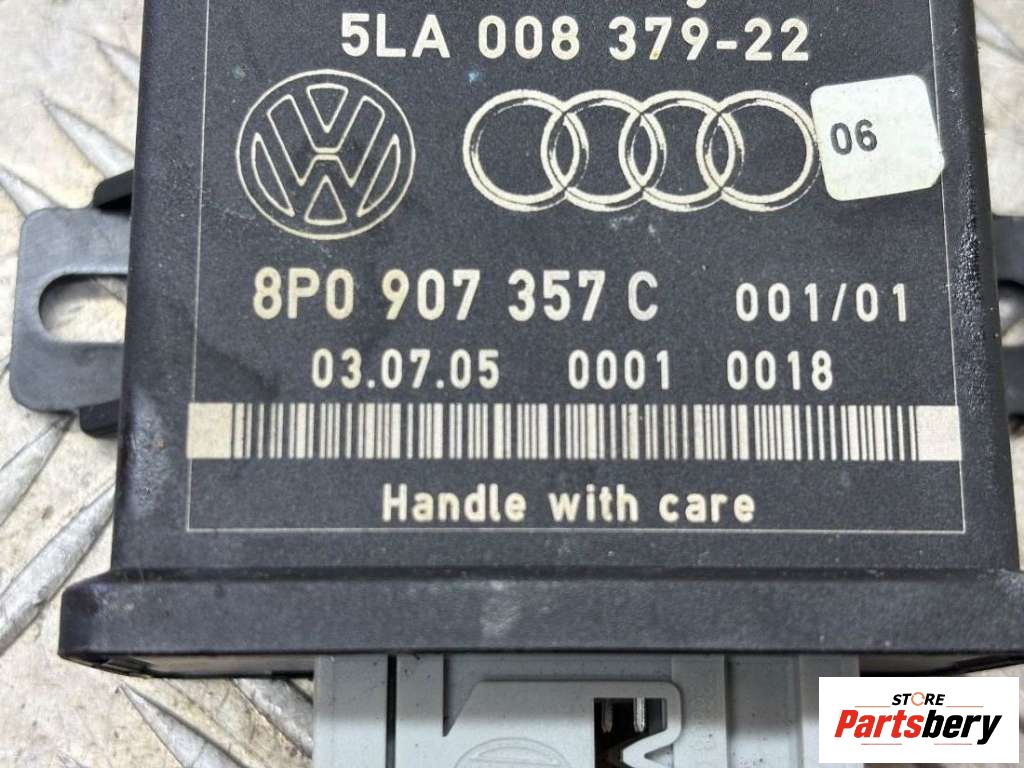 5LA 008 379-22
06
8P0 907 357 C 001/01
03.07.05 0001 0018
Handle with care
STORE
Partsbery